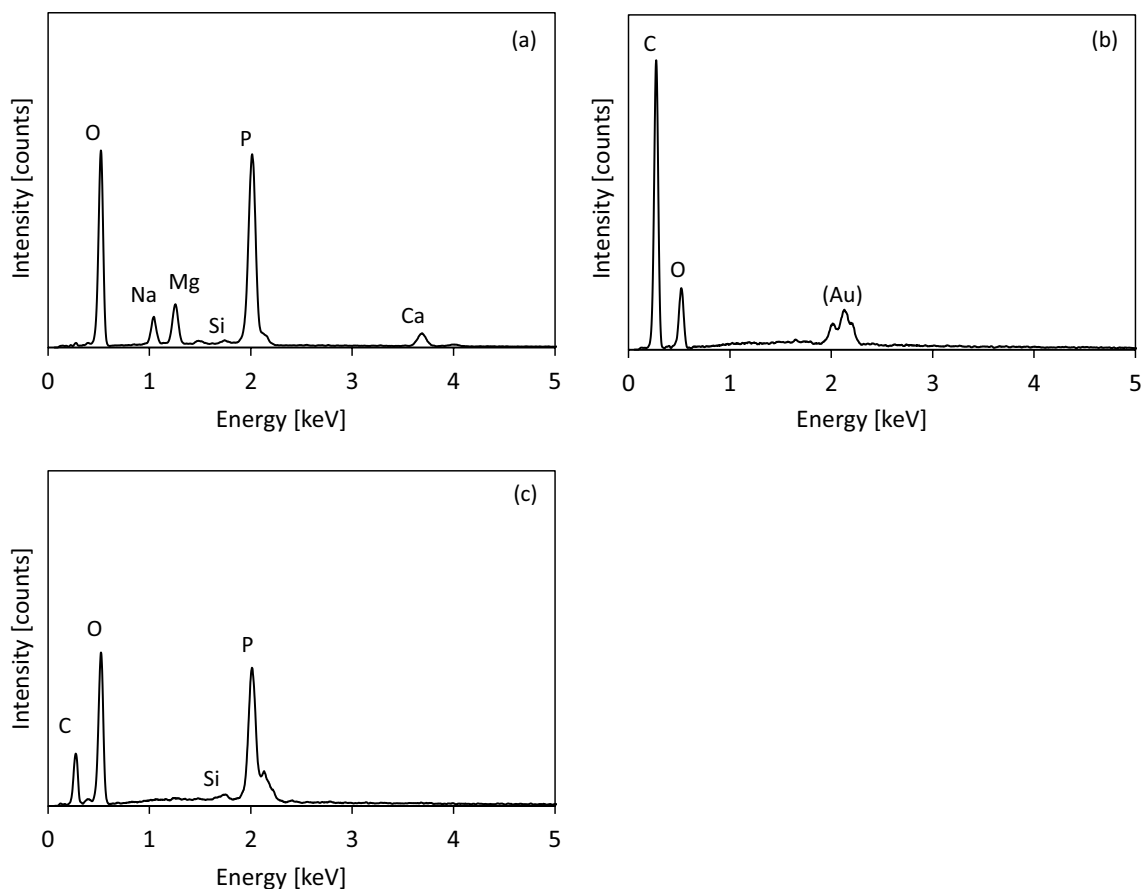 (a)
O
P
Na
Mg
Si
Ca
Intensity [counts]
0 1 2 3 4 5
Energy [keV]
(b)
C
O
(Au)
Intensity [counts]
0 1 2 3 4 5
Energy [keV]
(c)
O
P
C
Si
Intensity [counts]
0 1 2 3 4 5
Energy [keV]